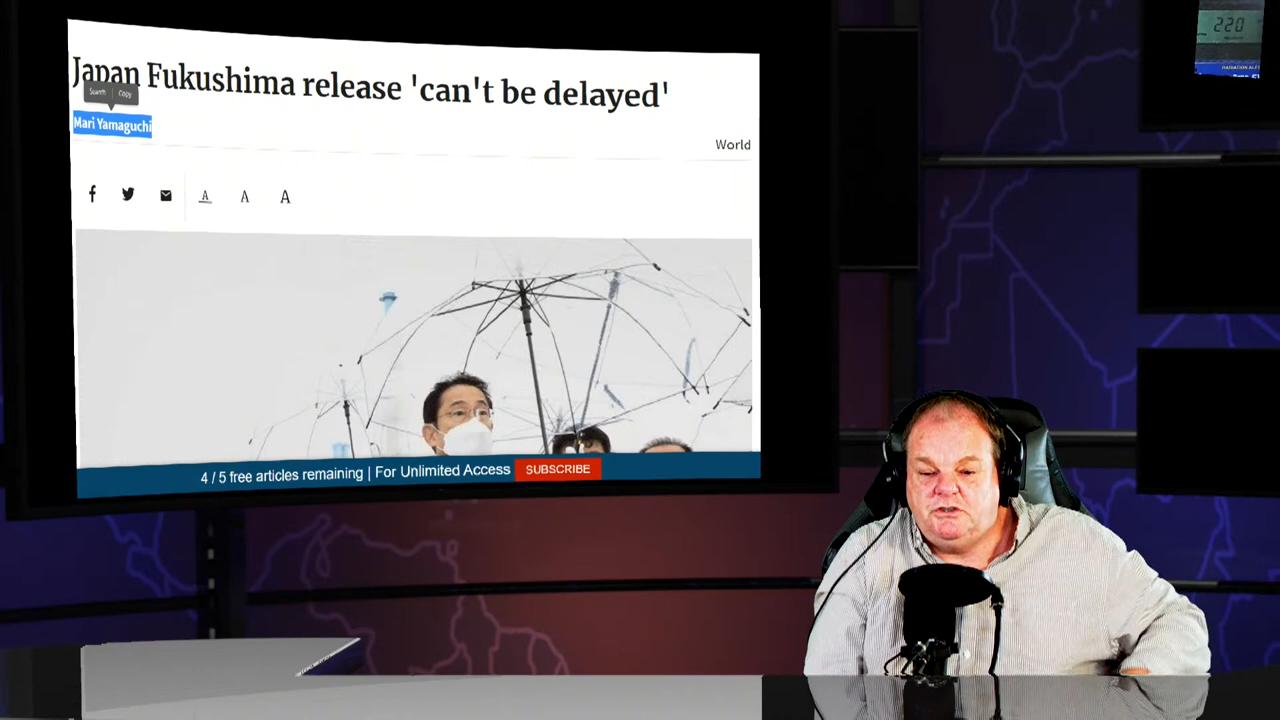 Japan Fukushima release 'can't be delayed'
Search | Copy
Mari Yamaguchi
World
A A A
4 / 5 free articles remaining | For Unlimited Access SUBSCRIBE
220